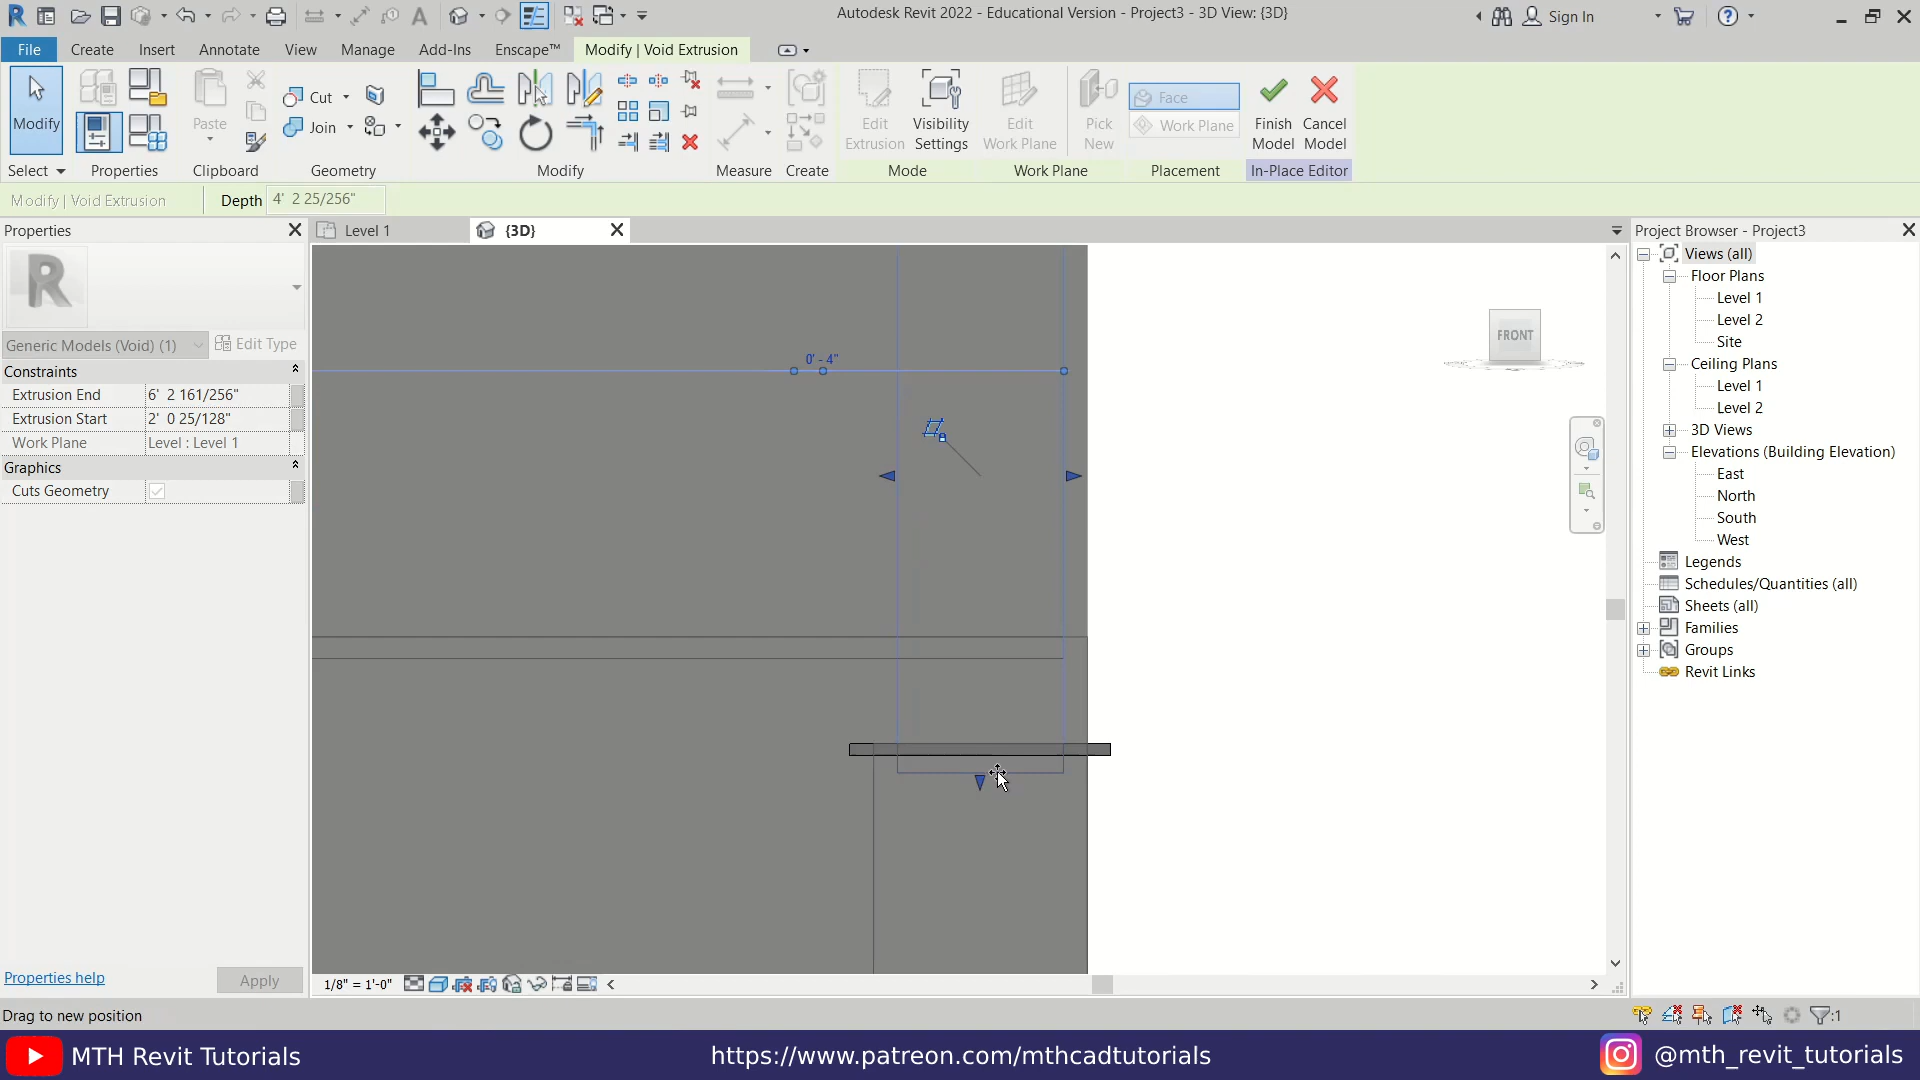 Autodesk Revit 2022 - Educational Version - Project3 - 3D View: {3D}
Sign In
File
Create
Insert
Annotate
View
Manage
Add-Ins
Enscape™
Modify | Void Extrusion
Modify
Paste
Cut
Join
Edit Extrusion
Visibility Settings
Edit Work Plane
Pick New
Face
Work Plane
Finish Model
Cancel Model
Select
Properties
Clipboard
Geometry
Modify
Measure
Create
Mode
Work Plane
Placement
In-Place Editor
Modify | Void Extrusion
Depth
4' 2 25/256"
Properties
Level 1
{3D}
Project Browser - Project3
R
Generic Models (Void) (1)
Edit Type
Constraints
Extrusion End
6' 2 161/256"
Extrusion Start
2' 0 25/128"
Work Plane
Level : Level 1
Graphics
Cuts Geometry
Properties help
Apply
0' - 4"
FRONT
Views (all)
Floor Plans
Level 1
Level 2
Site
Ceiling Plans
Level 1
Level 2
3D Views
Elevations (Building Elevation)
East
North
South
West
Legends
Schedules/Quantities (all)
Sheets (all)
Families
Groups
Revit Links
1/8" = 1'-0"
Drag to new position
:1
MTH Revit Tutorials
https://www.patreon.com/mthcadtutorials
@mth_revit_tutorials